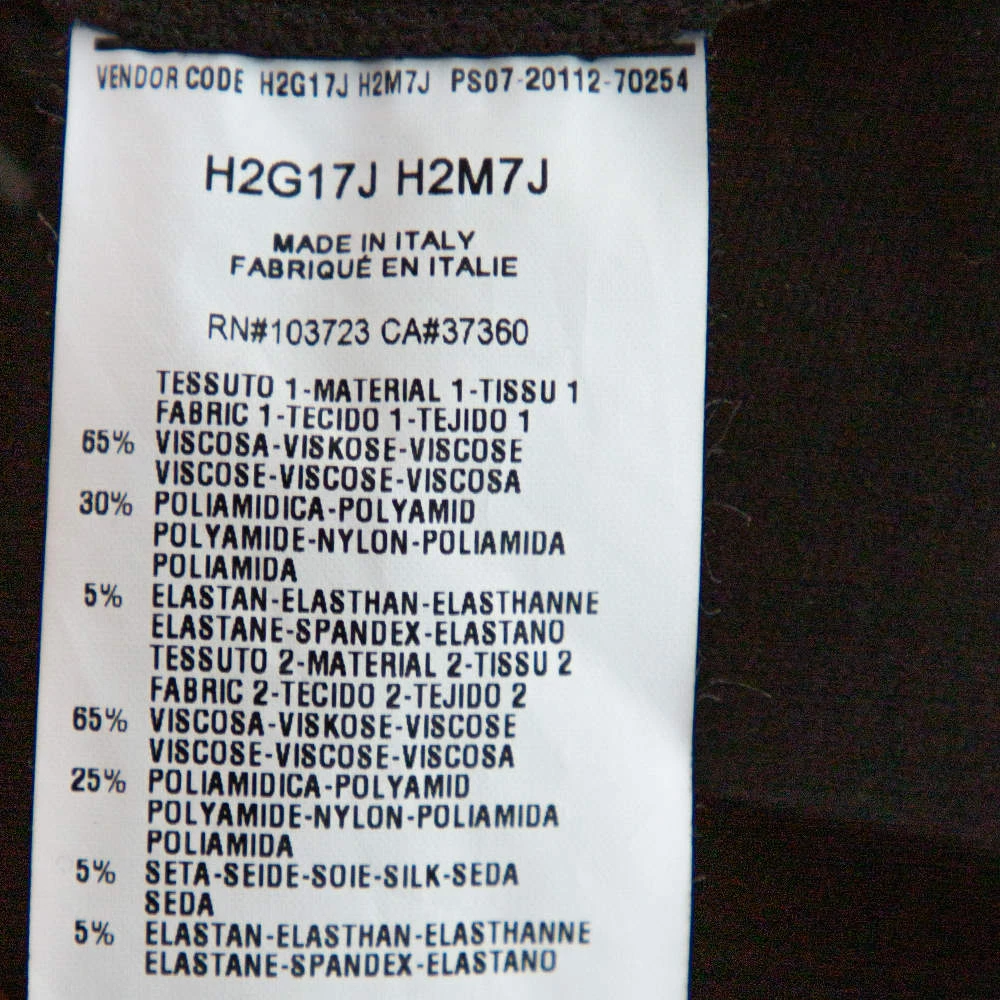 VENDOR CODE H2G17J H2M7J PS07-20112-70254
H2G17J H2M7J
MADE IN ITALY
FABRIQUÉ EN ITALIE
RN#103723 CA#37360
TESSUTO 1-MATERIAL 1-TISSU 1
FABRIC 1-TECIDO 1-TEJIDO 1
65% VISCOSA-VISKOSE-VISCOSE
VISCOSE-VISCOSE-VISCOSA
30% POLIAMIDICA-POLYAMID
POLYAMIDE-NYLON-POLIAMIDA
POLIAMIDA
5% ELASTAN-ELASTHAN-ELASTHANNE
ELASTANE-SPANDEX-ELASTANO
TESSUTO 2-MATERIAL 2-TISSU 2
FABRIC 2-TECIDO 2-TEJIDO 2
65% VISCOSA-VISKOSE-VISCOSE
VISCOSE-VISCOSE-VISCOSA
25% POLIAMIDICA-POLYAMID
POLYAMIDE-NYLON-POLIAMIDA
POLIAMIDA
5% SETA-SEIDE-SOIE-SILK-SEDA
SEDA
5% ELASTAN-ELASTHAN-ELASTHANNE
ELASTANE-SPANDEX-ELASTANO